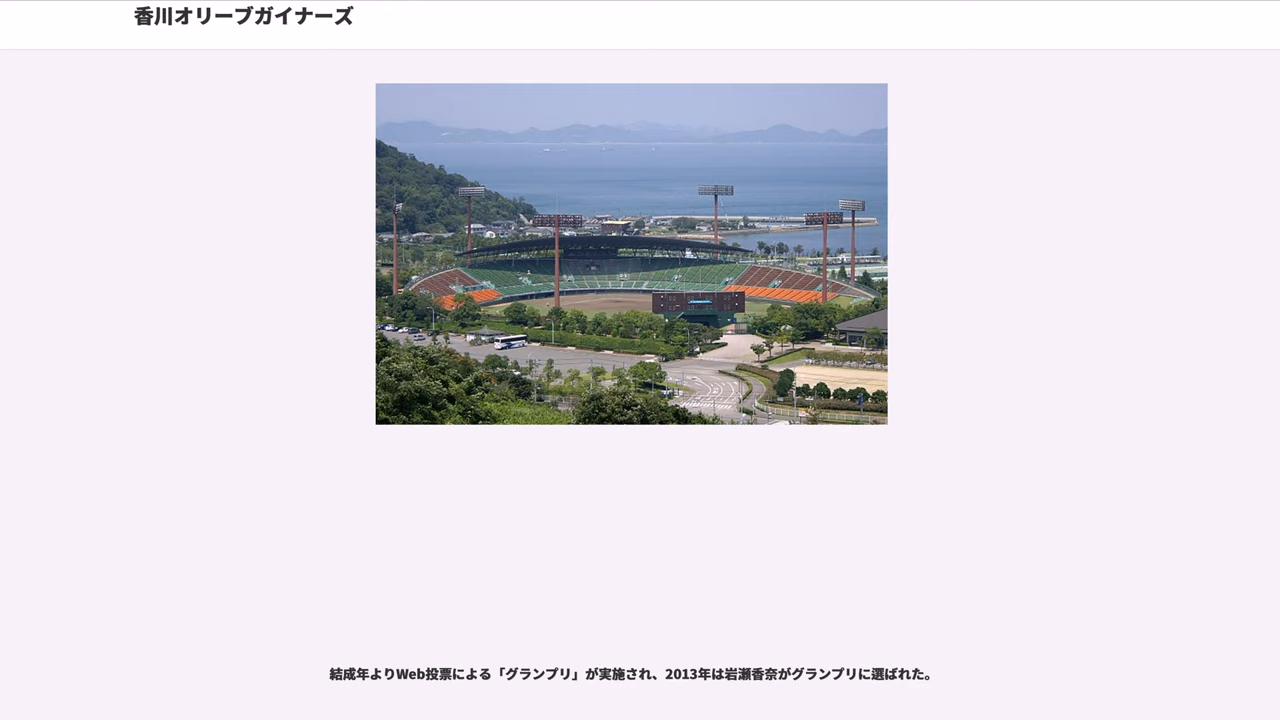 香川オリーブガイナーズ
結成年よりWeb投票による「グランプリ」が実施され、2013年は岩瀬香奈がグランプリに選ばれた。